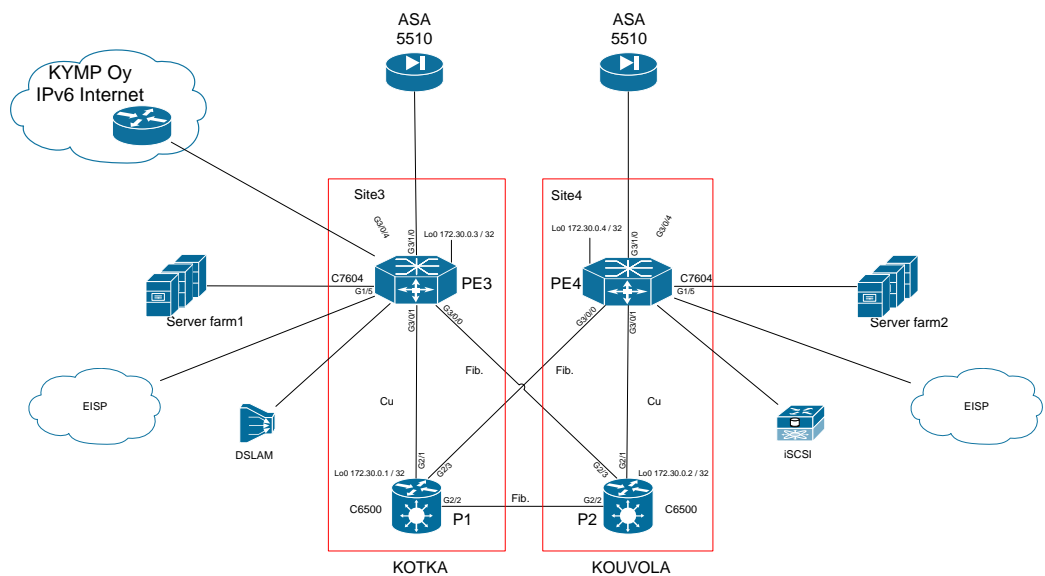 ASA
5510
ASA
5510
KYMP Oy
IPv6 Internet
Site3
Site4
G3/0/4
G3/1/0
Lo0 172.30.0.3 / 32
Lo0 172.30.0.4 / 32
G3/1/0
G3/0/4
C7604
PE3
PE4
C7604
G1/5
G1/5
Server farm1
Server farm2
G3/0/1
G3/0/0
G3/0/0
G3/0/1
Fib.
Fib.
EISP
Cu
Cu
EISP
DSLAM
iSCSI
G2/1
G2/3
G2/3
G2/1
Lo0 172.30.0.1 / 32
Lo0 172.30.0.2 / 32
C6500
G2/2
Fib.
G2/2
C6500
P1
P2
KOTKA
KOUVOLA